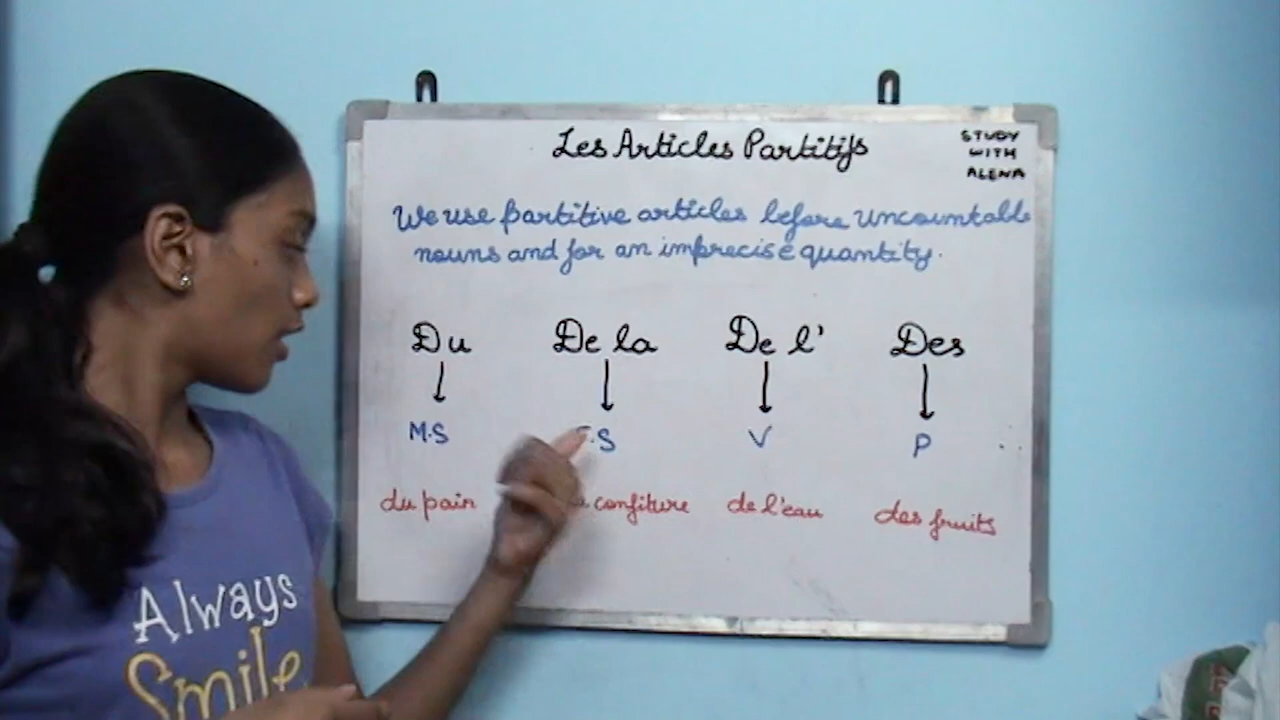 Les Articles Partitifs
STUDY
WITH
ALENA
We use partitive articles before uncountable
nouns and for an imprecise quantity.
Du De la De l' Des
M.S .S V P
du pain confiture de l'eau des fruits
Always
Smile